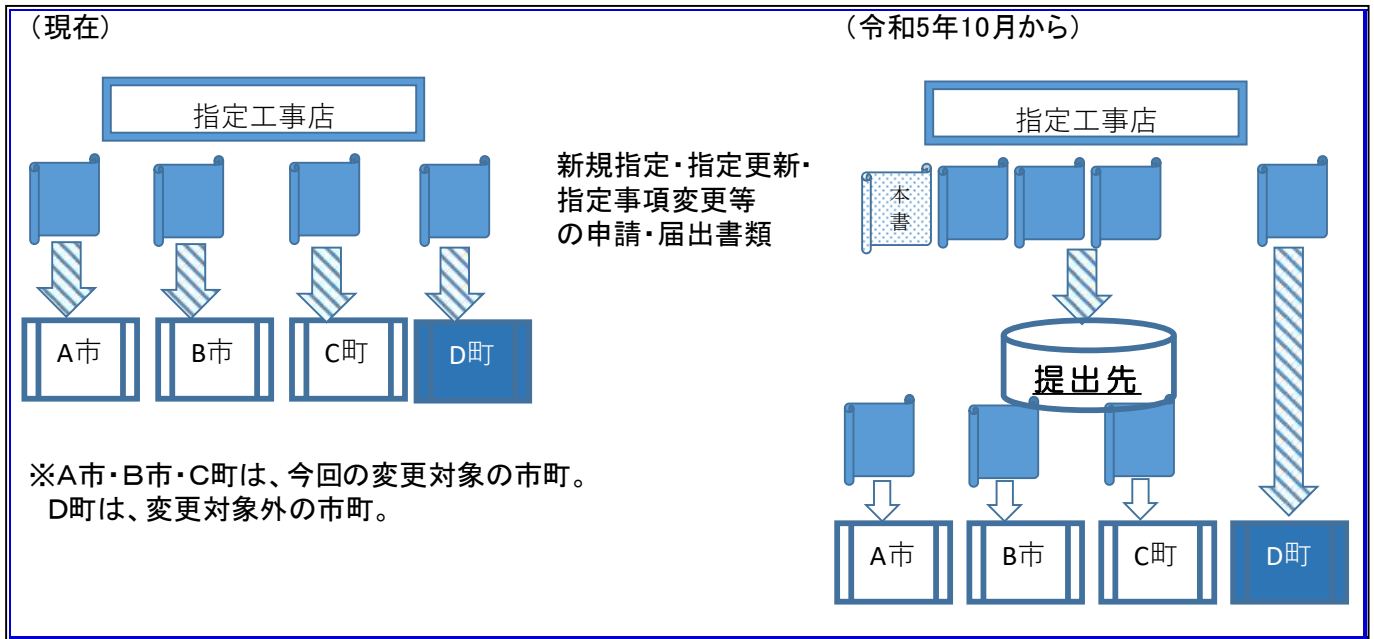 (現在)
指定工事店
A市
B市
C町
D町
※A市・B市・C町は、今回の変更対象の市町。
D町は、変更対象外の市町。
新規指定・指定更新・
指定事項変更等
の申請・届出書類
(令和5年10月から)
指定工事店
本
書
提出先
A市
B市
C町
D町